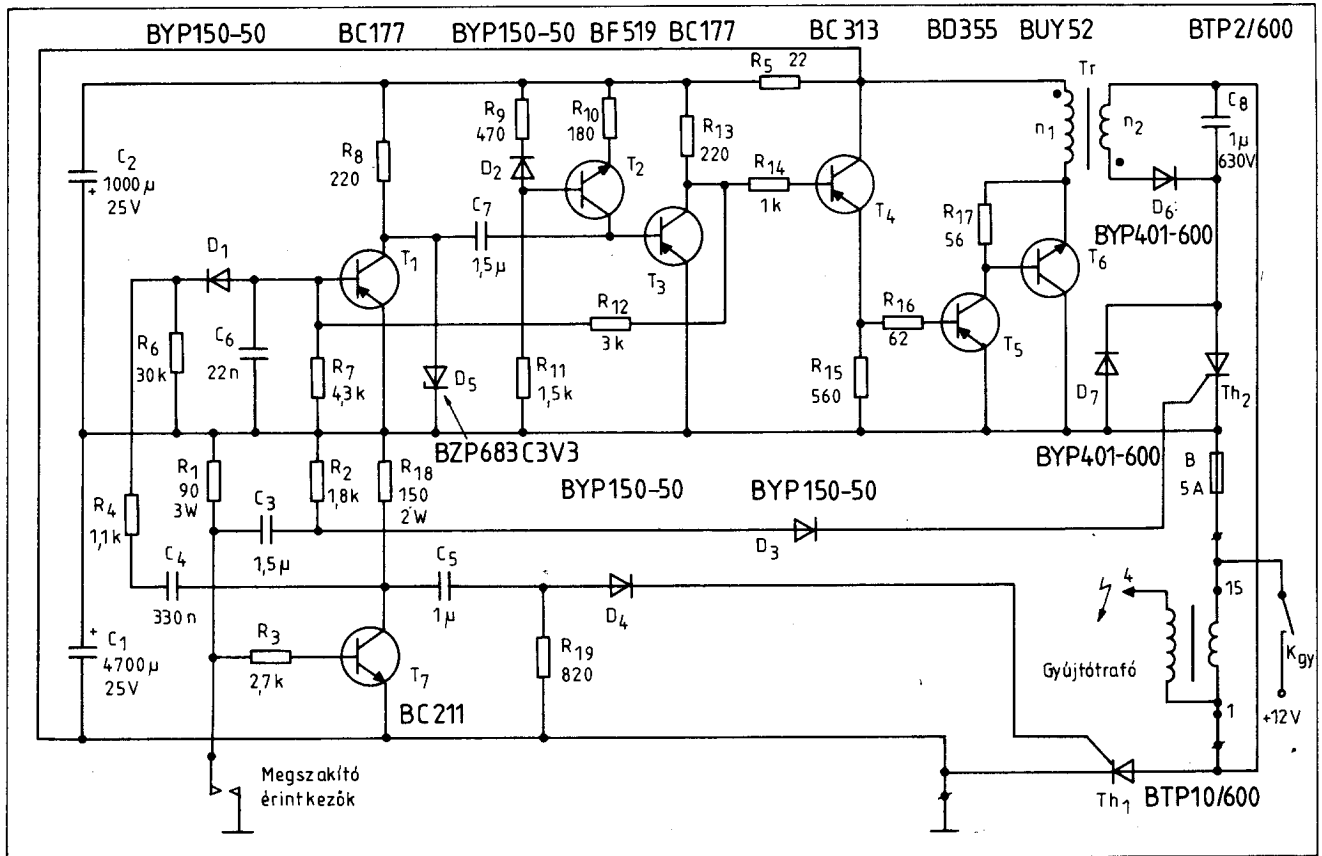 BYP150-50 BC177 BYP150-50 BF519 BC177 BC313 BD355 BUY52 BTP2/600
R5 22
Tr
C8
1µ
630V
n1
n2
R9
470
R10
180
R13
220
R8
220
D2
T2
R14
1k
T4
C2
+ 1000µ
25V
C7
1,5µ
R17
56
D6
BYP401-600
D1
T1
T3
T6
R12
3k
R16
62
T5
R6
30k
C6
22n
R7
4,3k
D5
R11
1,5k
R15
560
D7
Th2
BZP683C3V3
BYP401-600
R1
90
3W
R2
1,8k
R18
150
2W
BYP150-50 BYP150-50
B
5A
R4
1,1k
C3
1,5µ
D3
C4
330n
C5
1µ
D4
4
15
+
C1
4700µ
25V
R3
2,7k
T7
R19
820
Gyújtótrafó
Kgy
BC211
1
+12V
Megszakító
érintkezők
Th1
BTP10/600